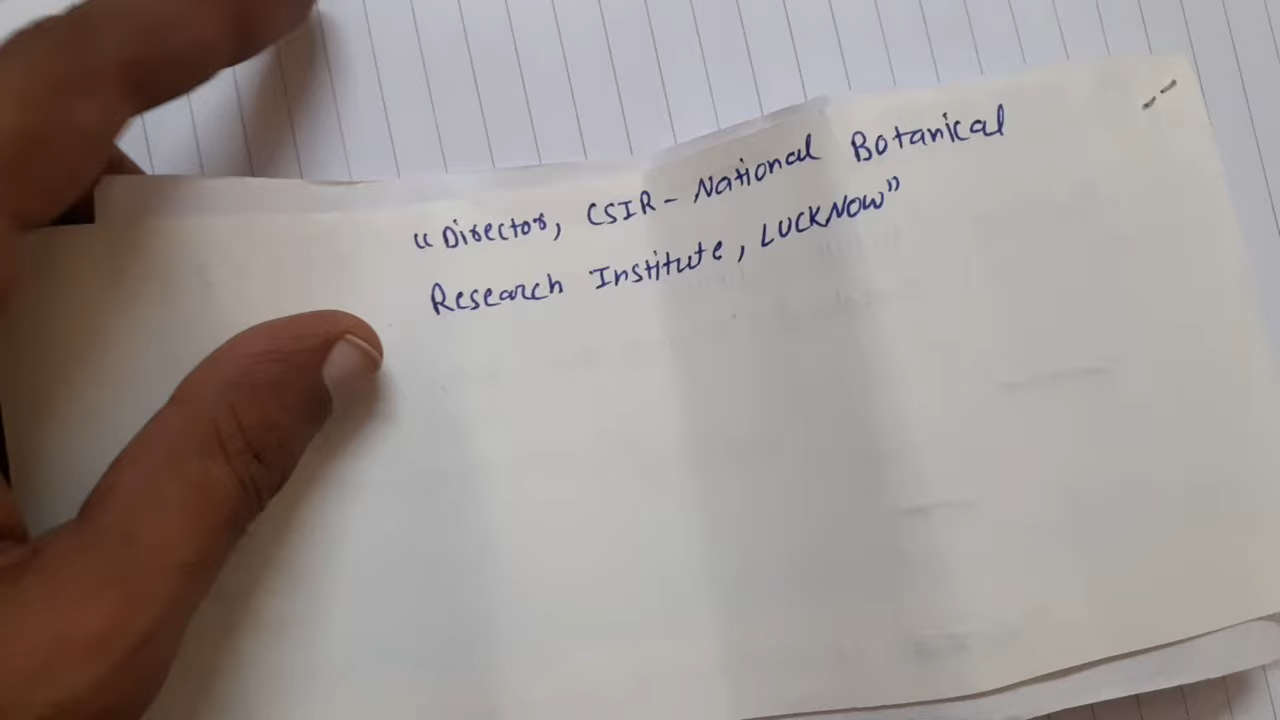 “Director, CSIR - National Botanical
Research Institute, LUCKNOW”